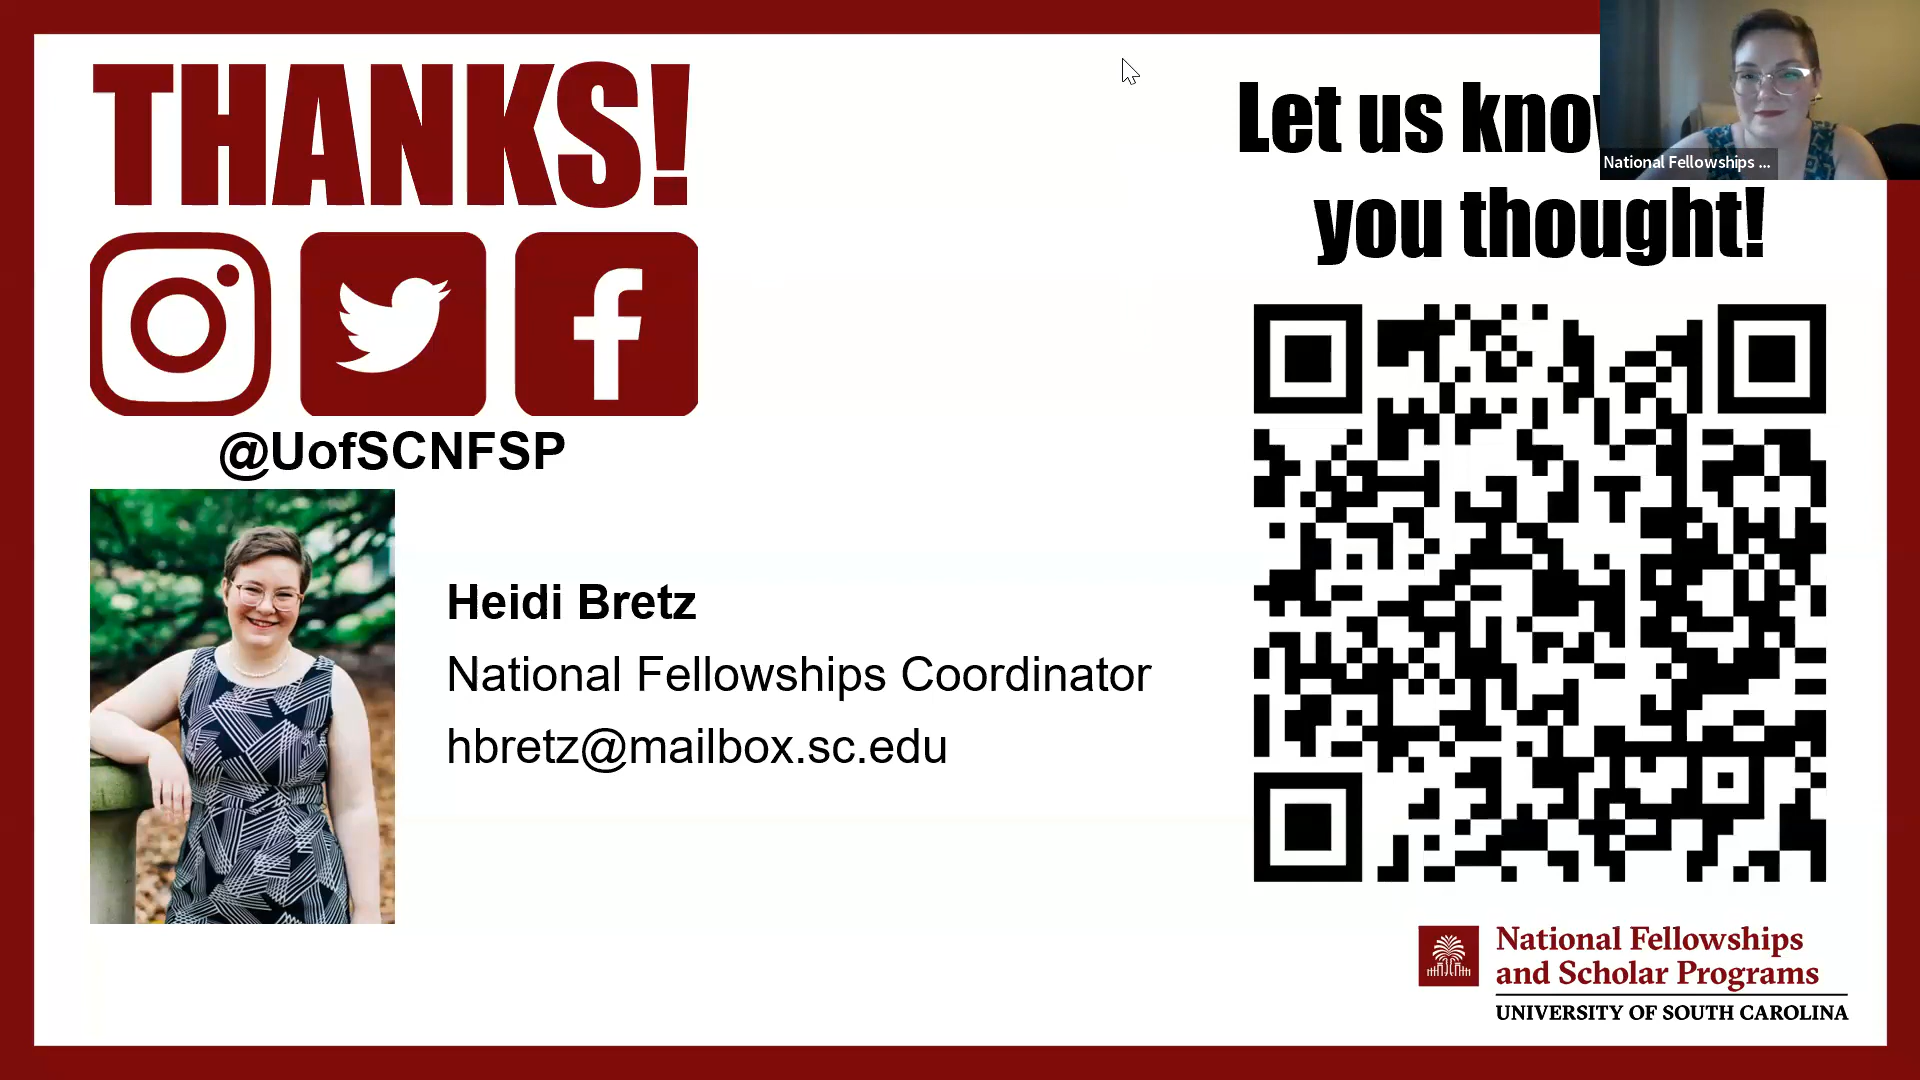 THANKS!
@UofSCNFSP
Heidi Bretz
National Fellowships Coordinator
hbretz@mailbox.sc.edu
Let us
you thought!
National Fellowships ...
National Fellowships
and Scholar Programs
UNIVERSITY OF SOUTH CAROLINA